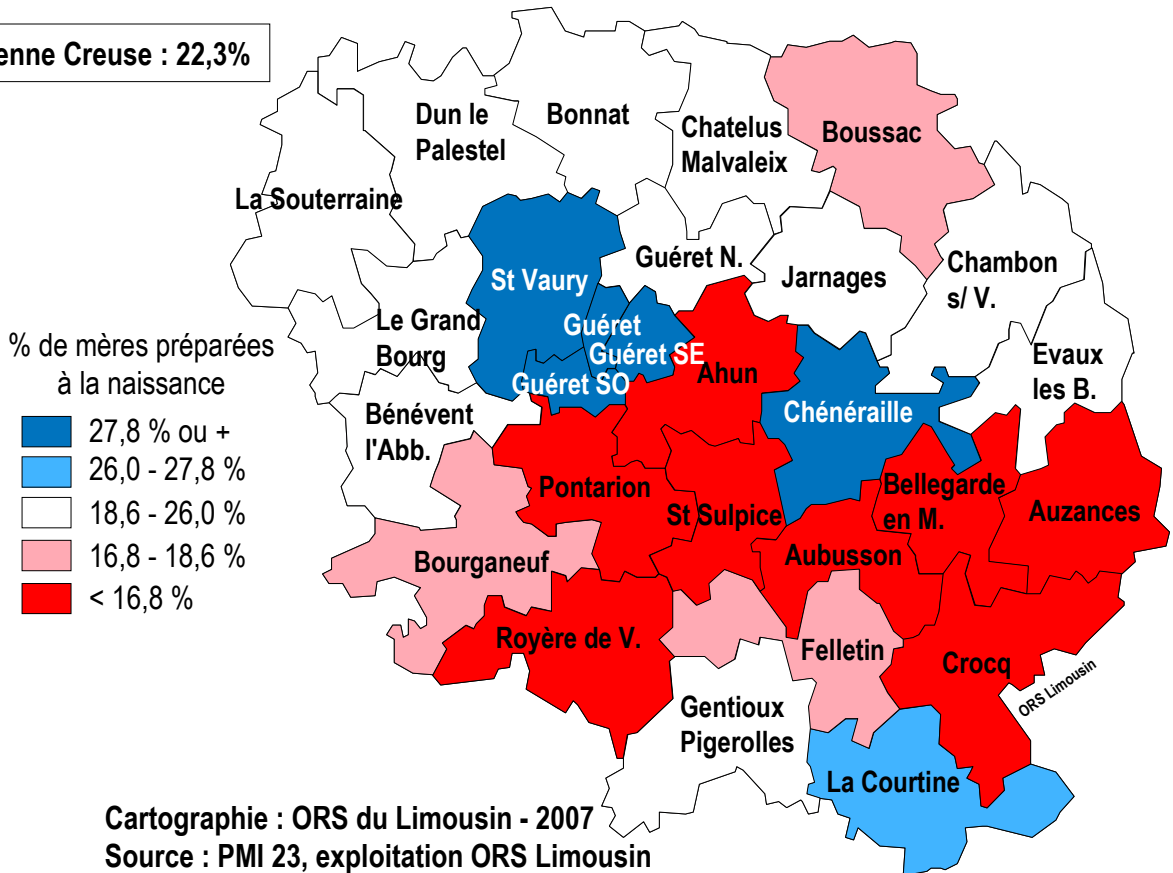 enne Creuse : 22,3%
Dun le
Palestel
Bonnat
Chatelus
Malvaleix
Boussac
La Souterraine
Guéret N.
Jarnages
Chambon
s/ V.
St Vaury
Le Grand
Bourg
Guéret
Guéret SE
Guéret SO
Ahun
Evaux
les B.
Chénéraille
Bénévent
l'Abb.
% de mères préparées
à la naissance
27,8 % ou +
26,0 - 27,8 %
18,6 - 26,0 %
16,8 - 18,6 %
< 16,8 %
Pontarion
St Sulpice
Bellegarde
en M.
Auzances
Bourganeuf
Aubusson
Royère de V.
Felletin
Crocq
ORS Limousin
Gentioux
Pigerolles
La Courtine
Cartographie : ORS du Limousin - 2007
Source : PMI 23, exploitation ORS Limousin